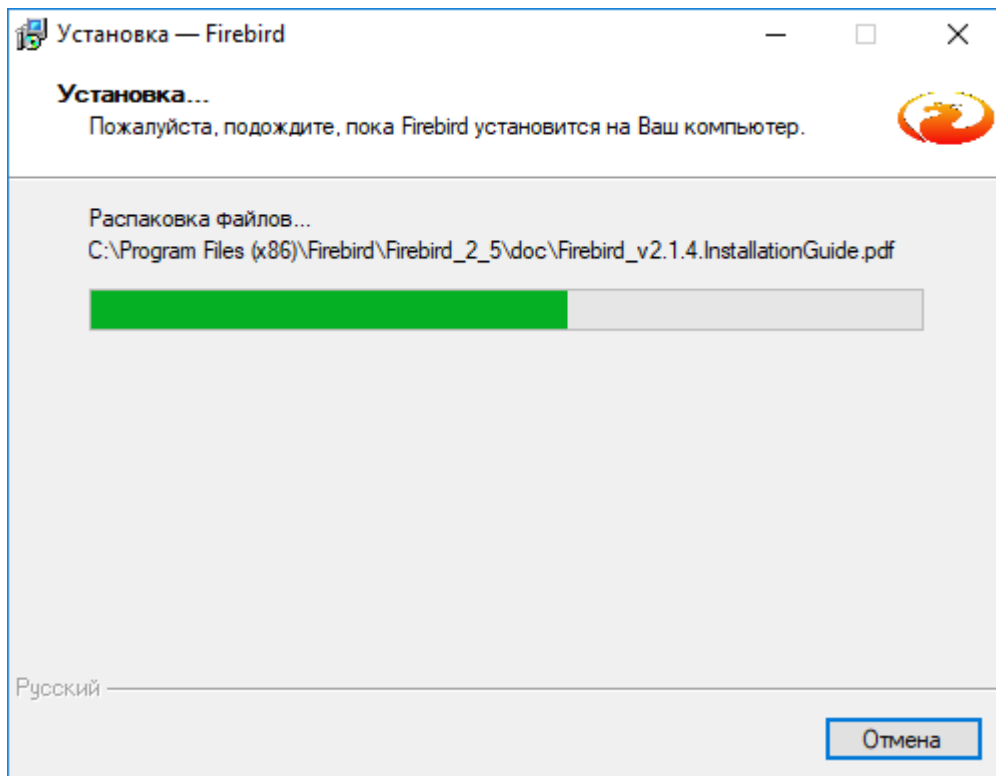 Установка — Firebird
Установка...
Пожалуйста, подождите, пока Firebird установится на Ваш компьютер.
Распаковка файлов...
C:\Program Files (x86)\Firebird\Firebird_2_5\doc\Firebird_v2.1.4.InstallationGuide.pdf
Русский
Отмена